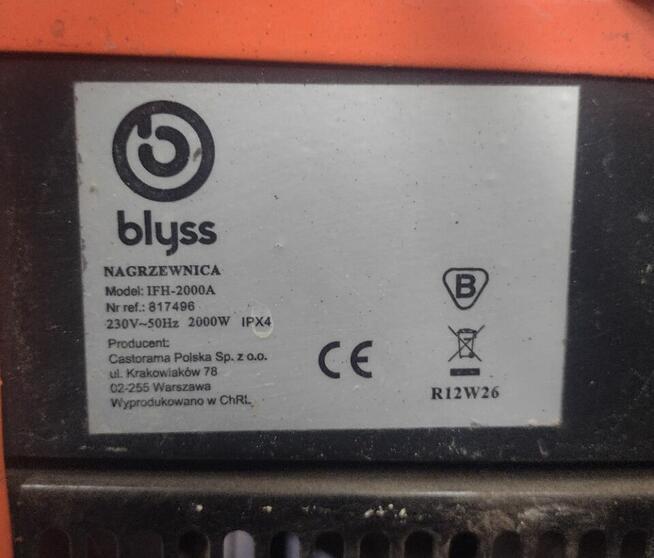 blyss
NAGRZEWNICA
Model: IFH-2000A
Nr ref.: 817496
230V~50Hz 2000W IPX4
Producent:
Castorama Polska Sp. z o.o.
ul. Krakowiaków 78
02-255 Warszawa
Wyprodukowano w ChRL
CE
B
R12W26